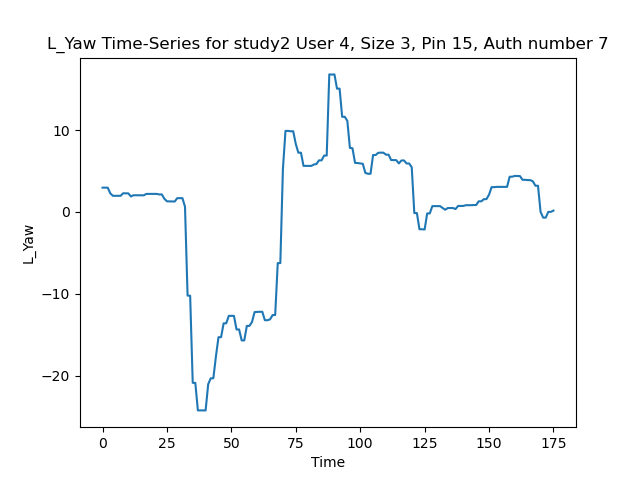 L_Yaw Time-Series for study2 User 4, Size 3, Pin 15, Auth number 7
10
0
−10
−20
L_Yaw
0 25 50 75 100 125 150 175
Time